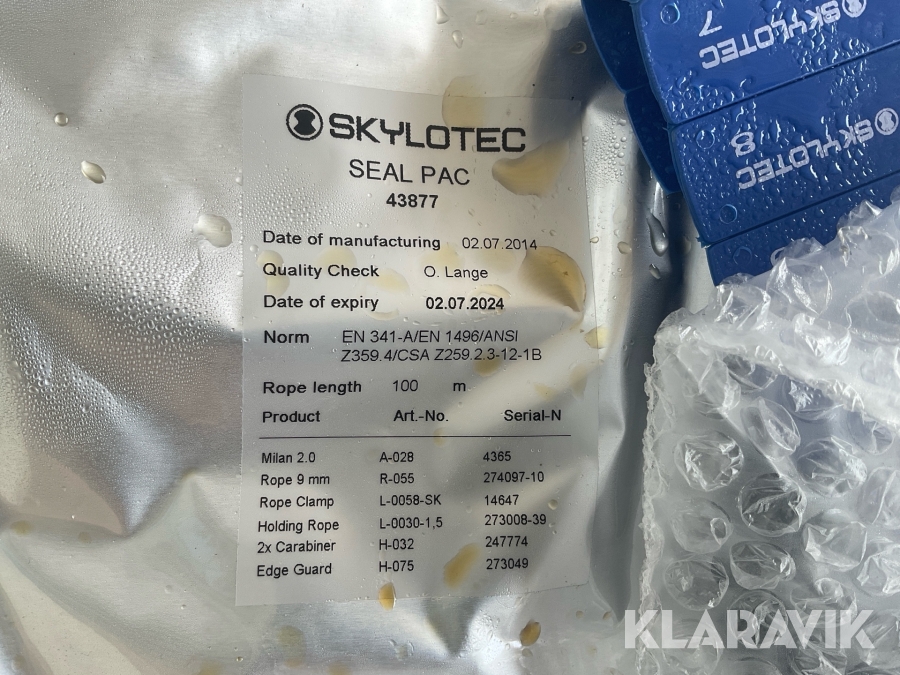 SKYLOTEC
SEAL PAC
43877
Date of manufacturing 02.07.2014
Quality Check O. Lange
Date of expiry 02.07.2024
Norm EN 341-A/EN 1496/ANSI
Z359.4/CSA Z259.2.3-12-1B
Rope length 100 m
Product Art.-No. Serial-N
Milan 2.0 A-028 4365
Rope 9 mm R-055 274097-10
Rope Clamp L-0058-SK 14647
Holding Rope L-0030-1,5 273008-39
2x Carabiner H-032 247774
Edge Guard H-075 273049
SKYLOTEC
7
SKYLOTEC
8
KLARAVIK